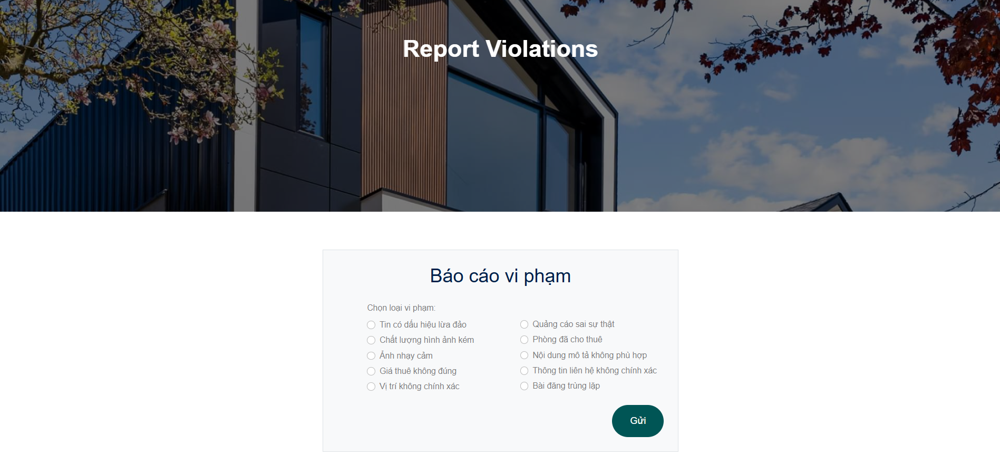 Report Violations
Báo cáo vi phạm
Chọn loại vi phạm:
Tin có dấu hiệu lừa đảo
Chất lượng hình ảnh kém
Ảnh nhạy cảm
Giá thuê không đúng
Vị trí không chính xác
Quảng cáo sai sự thật
Phòng đã cho thuê
Nội dung mô tả không phù hợp
Thông tin liên hệ không chính xác
Bài đăng trùng lặp
Gửi